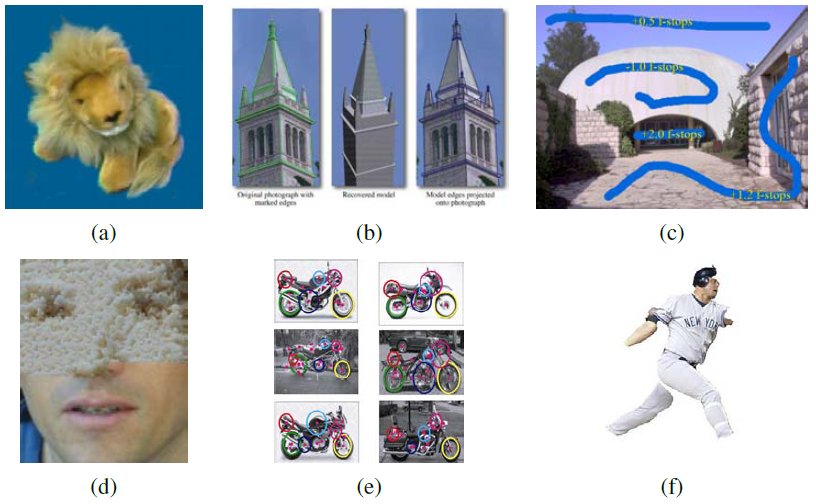 +0.5 f-stops
-1.0 f-stops
+2.0 f-stops
+1.2 f-stops
Original photograph with
marked edges
Recovered model
Model edges projected
onto photograph
(a)
(b)
(c)
NEW YO
(d)
(e)
(f)